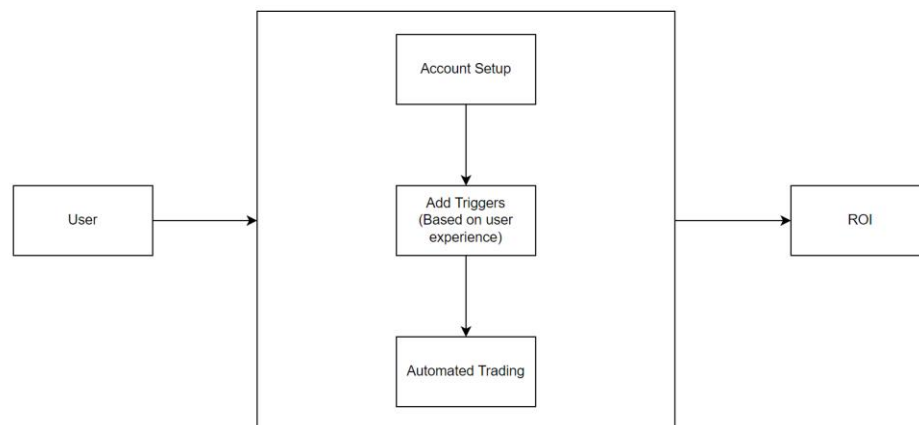 User
Account Setup
Add Triggers
(Based on user
experience)
Automated Trading
ROI